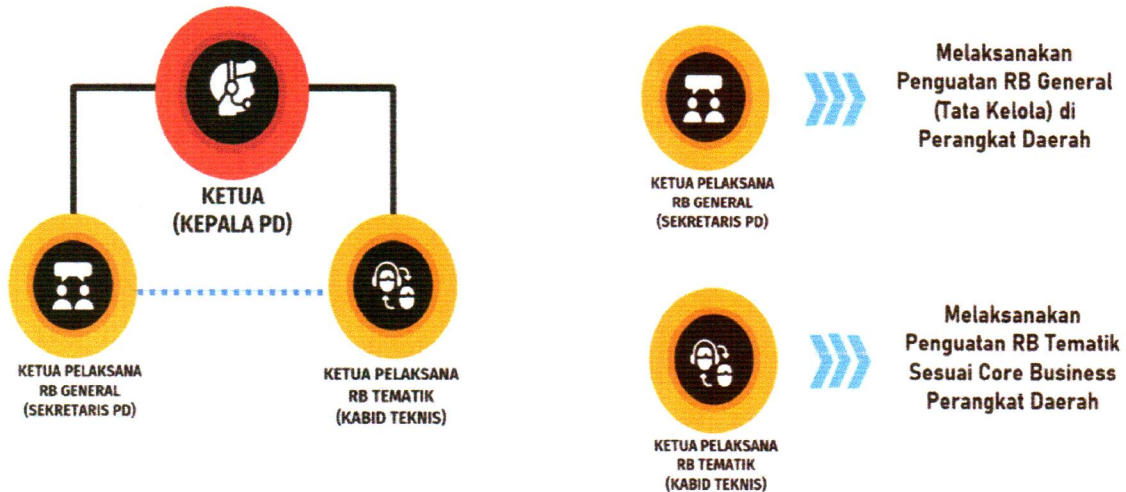 KETUA
(KEPALA PD)
KETUA PELAKSANA
RB GENERAL
(SEKRETARIS PD)
KETUA PELAKSANA
RB TEMATIK
(KABID TEKNIS)
KETUA PELAKSANA
RB GENERAL
(SEKRETARIS PD)
Melaksanakan
Penguatan RB General
(Tata Kelola) di
Perangkat Daerah
KETUA PELAKSANA
RB TEMATIK
(KABID TEKNIS)
Melaksanakan
Penguatan RB Tematik
Sesuai Core Business
Perangkat Daerah